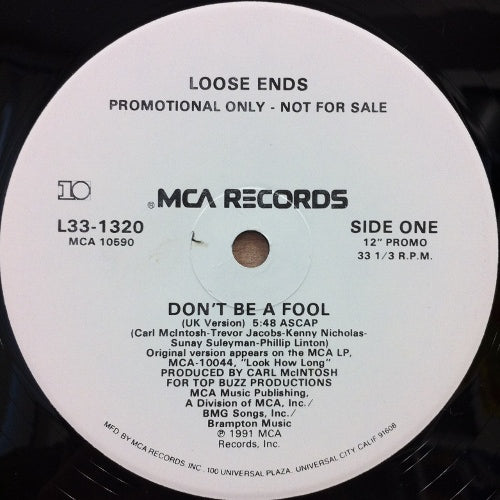 LOOSE ENDS
PROMOTIONAL ONLY - NOT FOR SALE
10
®MCA RECORDS
L33-1320
MCA 10590
SIDE ONE
12" PROMO
33 1/3 R.P.M.
DON'T BE A FOOL
(UK Version) 5:48 ASCAP
(Carl McIntosh-Trevor Jacobs-Kenny Nicholas-
Sunay Suleyman-Phillip Linton)
Original version appears on the MCA LP,
MCA-10044, "Look How Long"
PRODUCED BY CARL McINTOSH
FOR TOP BUZZ PRODUCTIONS
MCA Music Publishing,
A Division of MCA, Inc./
BMG Songs, Inc./
Brampton Music
℗ 1991 MCA
Records, Inc.
MFD. BY MCA RECORDS INC. 100 UNIVERSAL PLAZA, UNIVERSAL CITY CALIF 91608